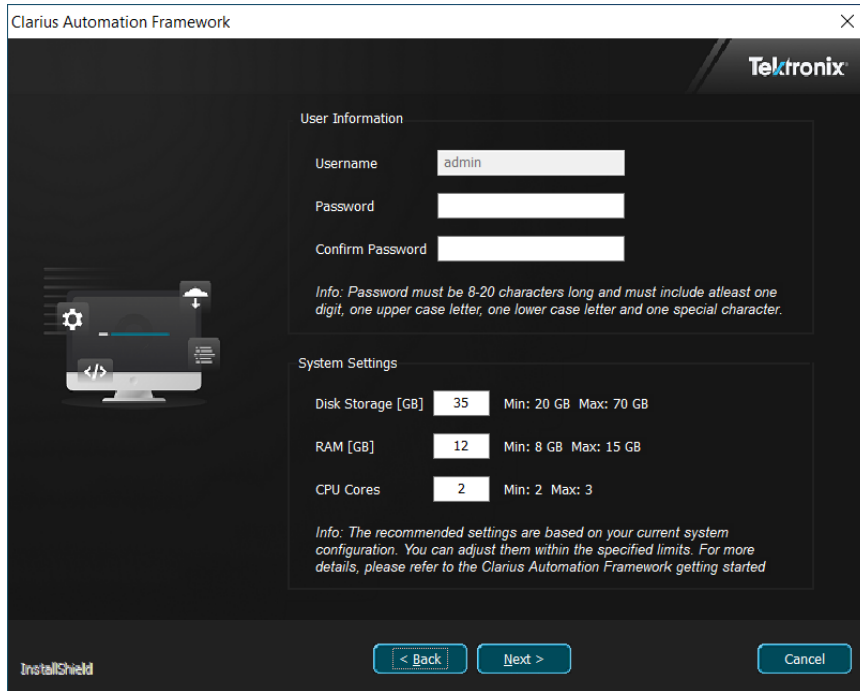 Clarius Automation Framework
Tektronix
User Information
Username admin
Password
Confirm Password
Info: Password must be 8-20 characters long and must include atleast one
digit, one upper case letter, one lower case letter and one special character.
</>
System Settings
Disk Storage [GB] 35 Min: 20 GB Max: 70 GB
RAM [GB] 12 Min: 8 GB Max: 15 GB
CPU Cores 2 Min: 2 Max: 3
Info: The recommended settings are based on your current system
configuration. You can adjust them within the specified limits. For more
details, please refer to the Clarius Automation Framework getting started
InstallShield
< Back Next > Cancel